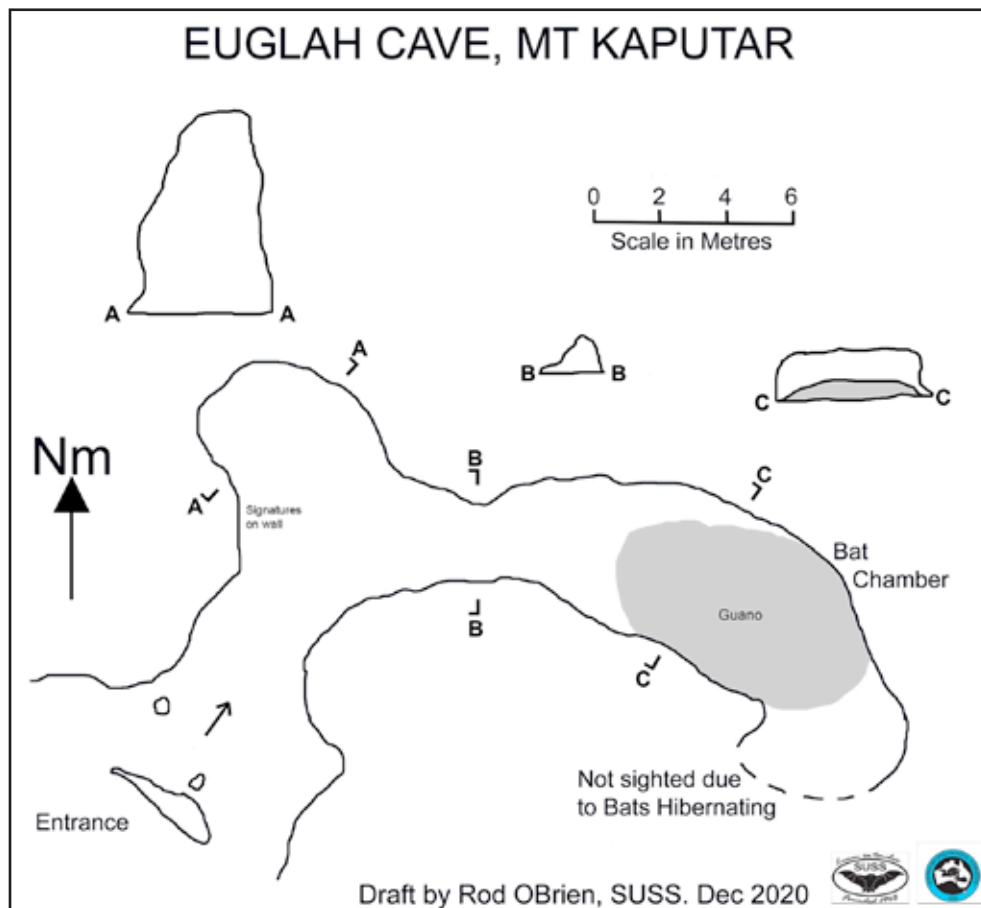 EUGLAH CAVE, MT KAPUTAR
0 2 4 6
Scale in Metres
A A
B B
C C
A
B
C
Nm
A
Signatures
on wall
Bat
Chamber
Guano
B
C
Not sighted due
to Bats Hibernating
Entrance
Draft by Rod OBrien, SUSS. Dec 2020
SUSS